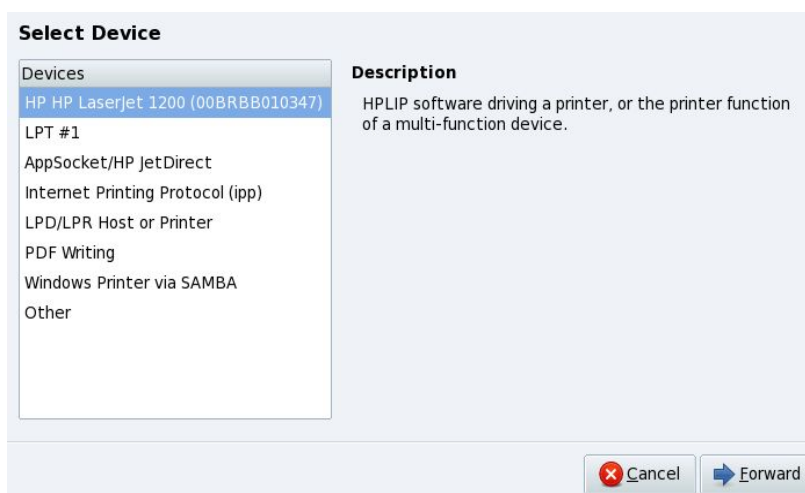 Select Device
Devices
HP HP LaserJet 1200 (00BRBB010347)
LPT #1
AppSocket/HP JetDirect
Internet Printing Protocol (ipp)
LPD/LPR Host or Printer
PDF Writing
Windows Printer via SAMBA
Other
Description
HPLIP software driving a printer, or the printer function
of a multi-function device.
Cancel
Forward